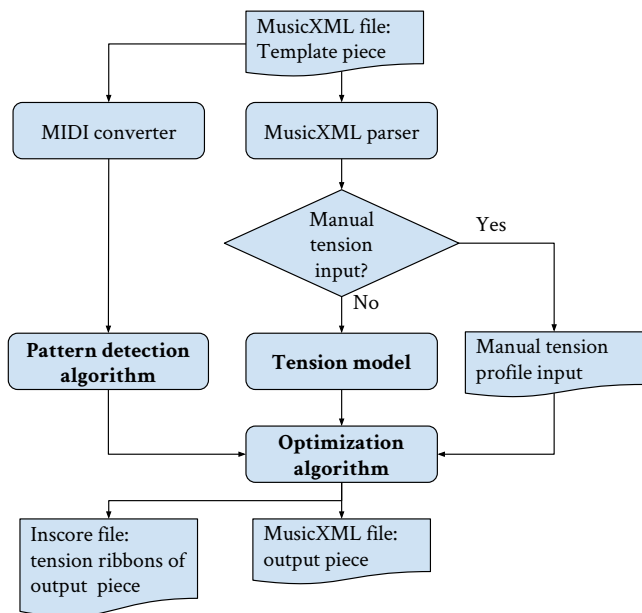 MusicXML file:
Template piece
MIDI converter
MusicXML parser
Manual
tension
input?
Yes
No
Pattern detection
algorithm
Tension model
Manual tension
profile input
Optimization
algorithm
Inscore file:
tension ribbons of
output piece
MusicXML file:
output piece